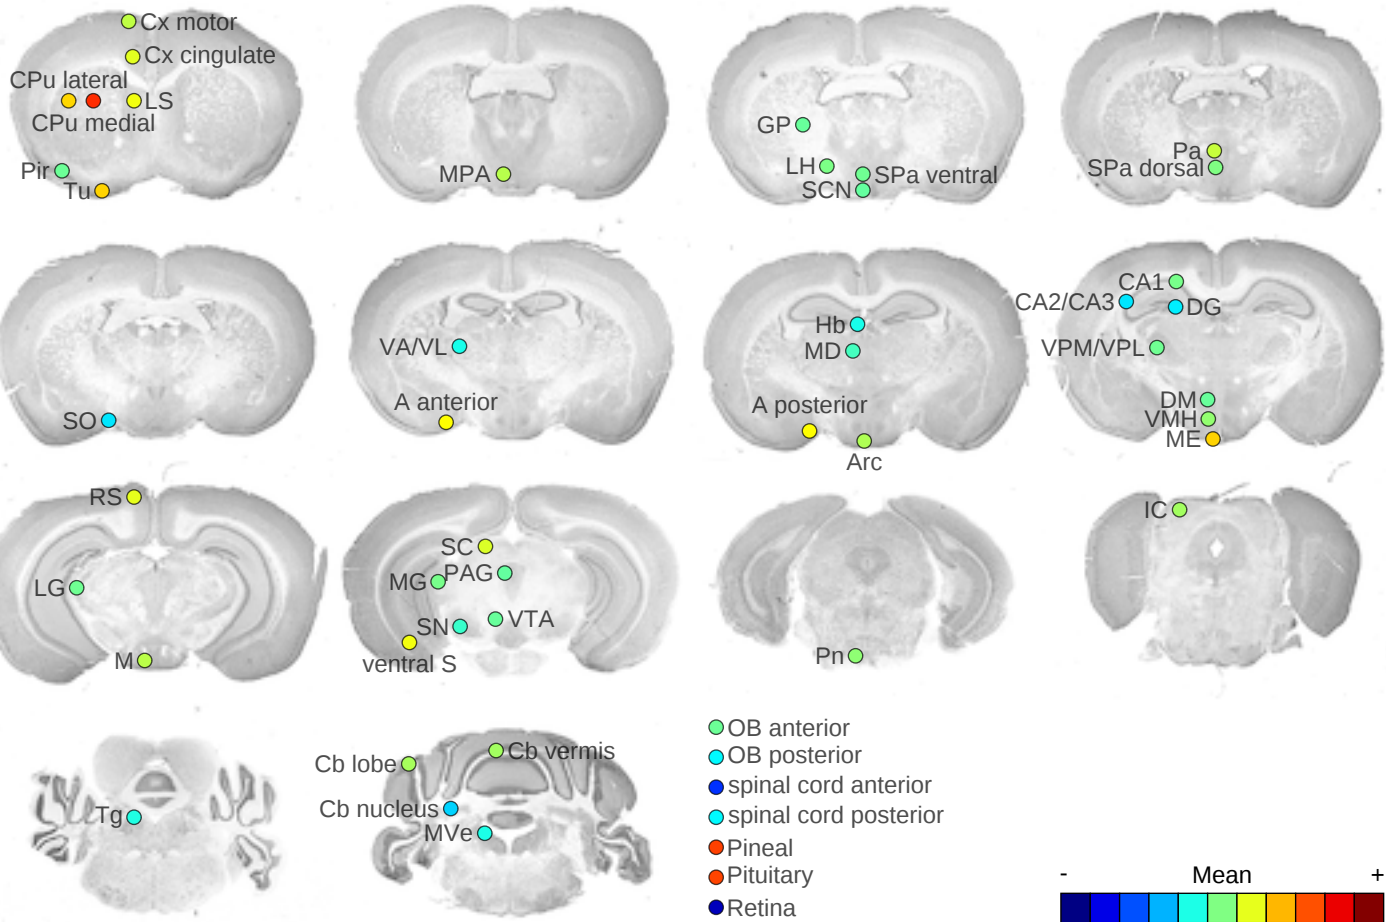 Cx motor
Cx cingulate
CPu lateral
LS
CPu medial
Pir
Tu
MPA
GP
LH
SPa ventral
SCN
Pa
SPa dorsal
SO
VA/VL
A anterior
Hb
MD
A posterior
Arc
CA1
CA2/CA3
DG
VPM/VPL
DM
VMH
ME
RS
LG
M
SC
MG
PAG
SN
VTA
ventral S
Pn
IC
Tg
Cb lobe
Cb vermis
Cb nucleus
MVe
OB anterior
OB posterior
spinal cord anterior
spinal cord posterior
Pineal
Pituitary
Retina
- Mean +